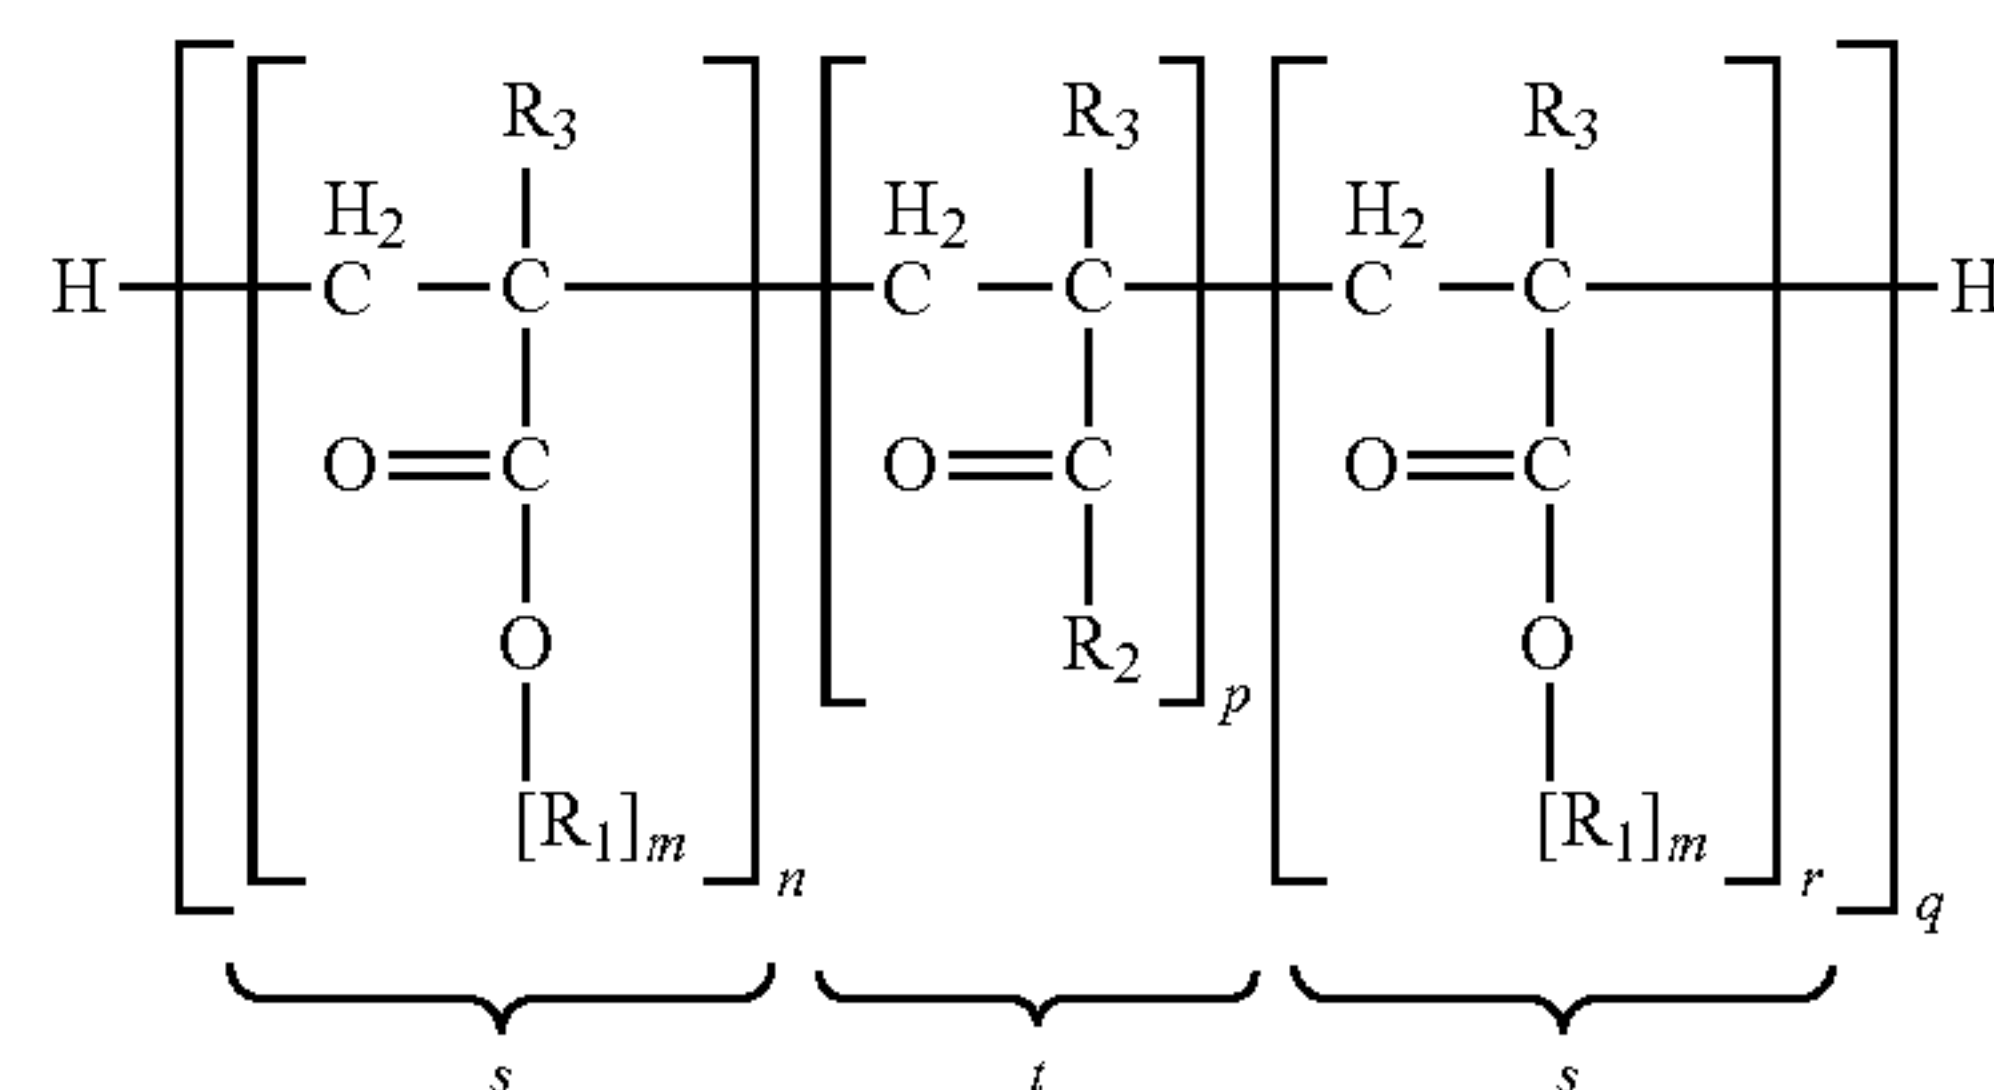 R3 R3 R3
H2 H2 H2
H C C C C C C H
O C O C O C
O R2 O
p
[R1]m [R1]m
n r q
s t s